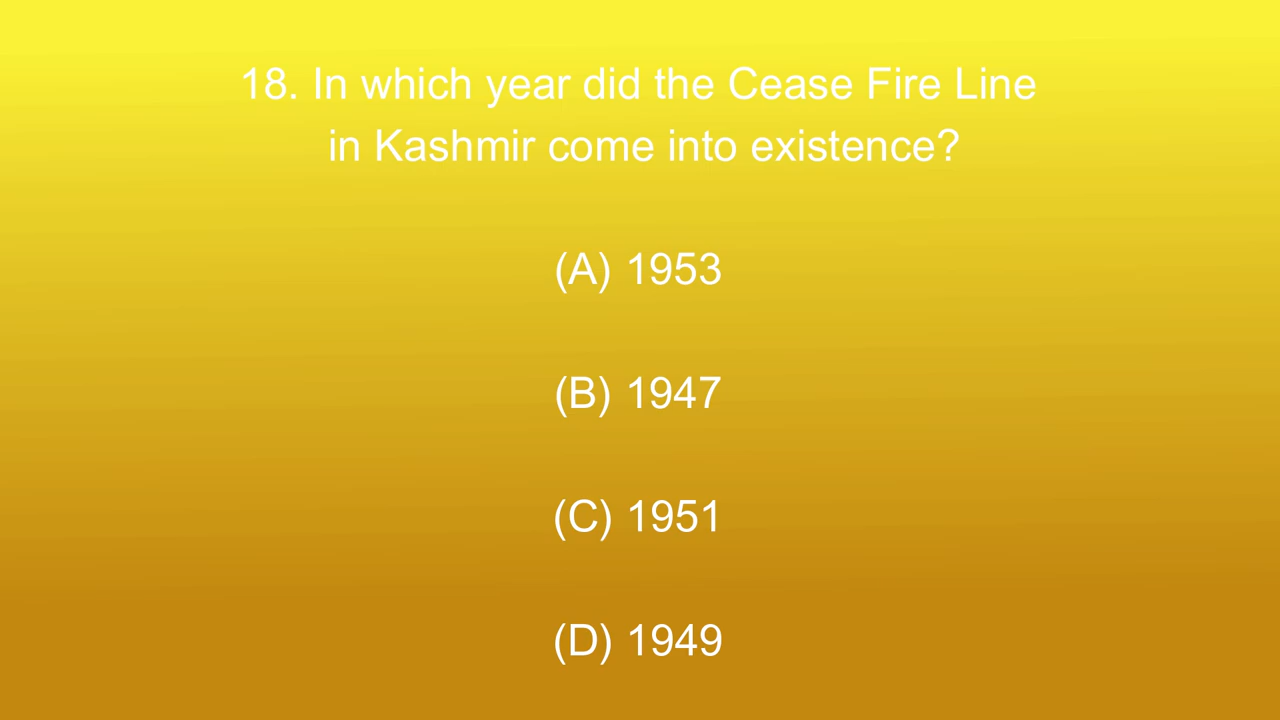 18. In which year did the Cease Fire Line
in Kashmir come into existence?
(A) 1953
(B) 1947
(C) 1951
(D) 1949